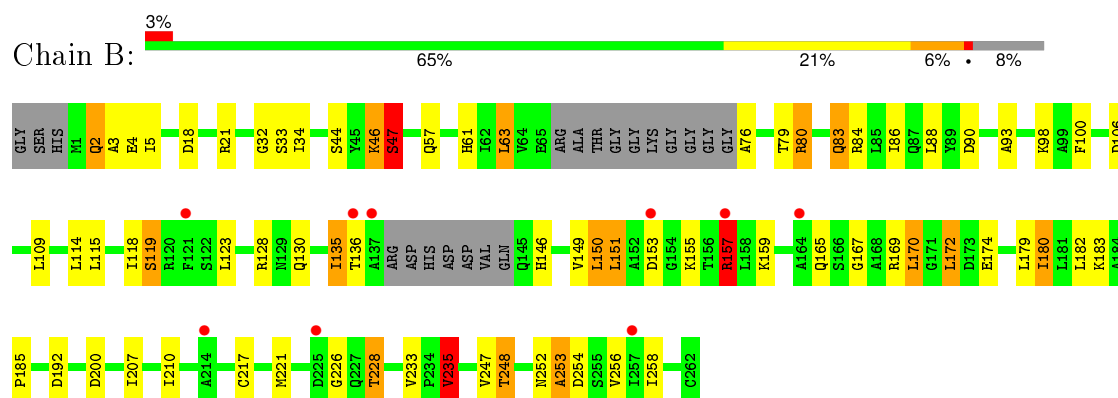 3%
Chain B:
65% 21% 6% • 8%
GLY SER HIS M1 Q2 A3 E4 I5 D18 R21 G32 S33 I34 S44 Y45 K46 S47 Q57 H61 I62 L63 V64 E65 ARG ALA THR GLY GLY LYS GLY GLY GLY GLY A76 T79 R80 Q83 R84 L85 I86 Q87 L88 Y89 D90 A93 K98 A99 F100 D106
L109 L114 L115 I118 S119 R120 F121 S122 L123 R128 N129 Q130 I135 T136 A137 ARG ASP HIS ASP ASP VAL GLN Q145 H146 V149 L150 L151 A152 D153 G154 K155 T156 R157 L158 K159 A164 Q165 S166 G167 A168 R169 L170 G171 L172 D173 E174 L179 I180 L181 L182 K183 A184
P185 D192 D200 I207 I210 A214 C217 M221 D225 G226 Q227 T228 V233 P234 V235 V247 T248 N252 A253 D254 S255 V256 I257 I258 C262